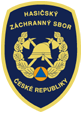 HASIČSKÝ
ZÁCHRANNÝ SBOR
ČESKÉ REPUBLIKY